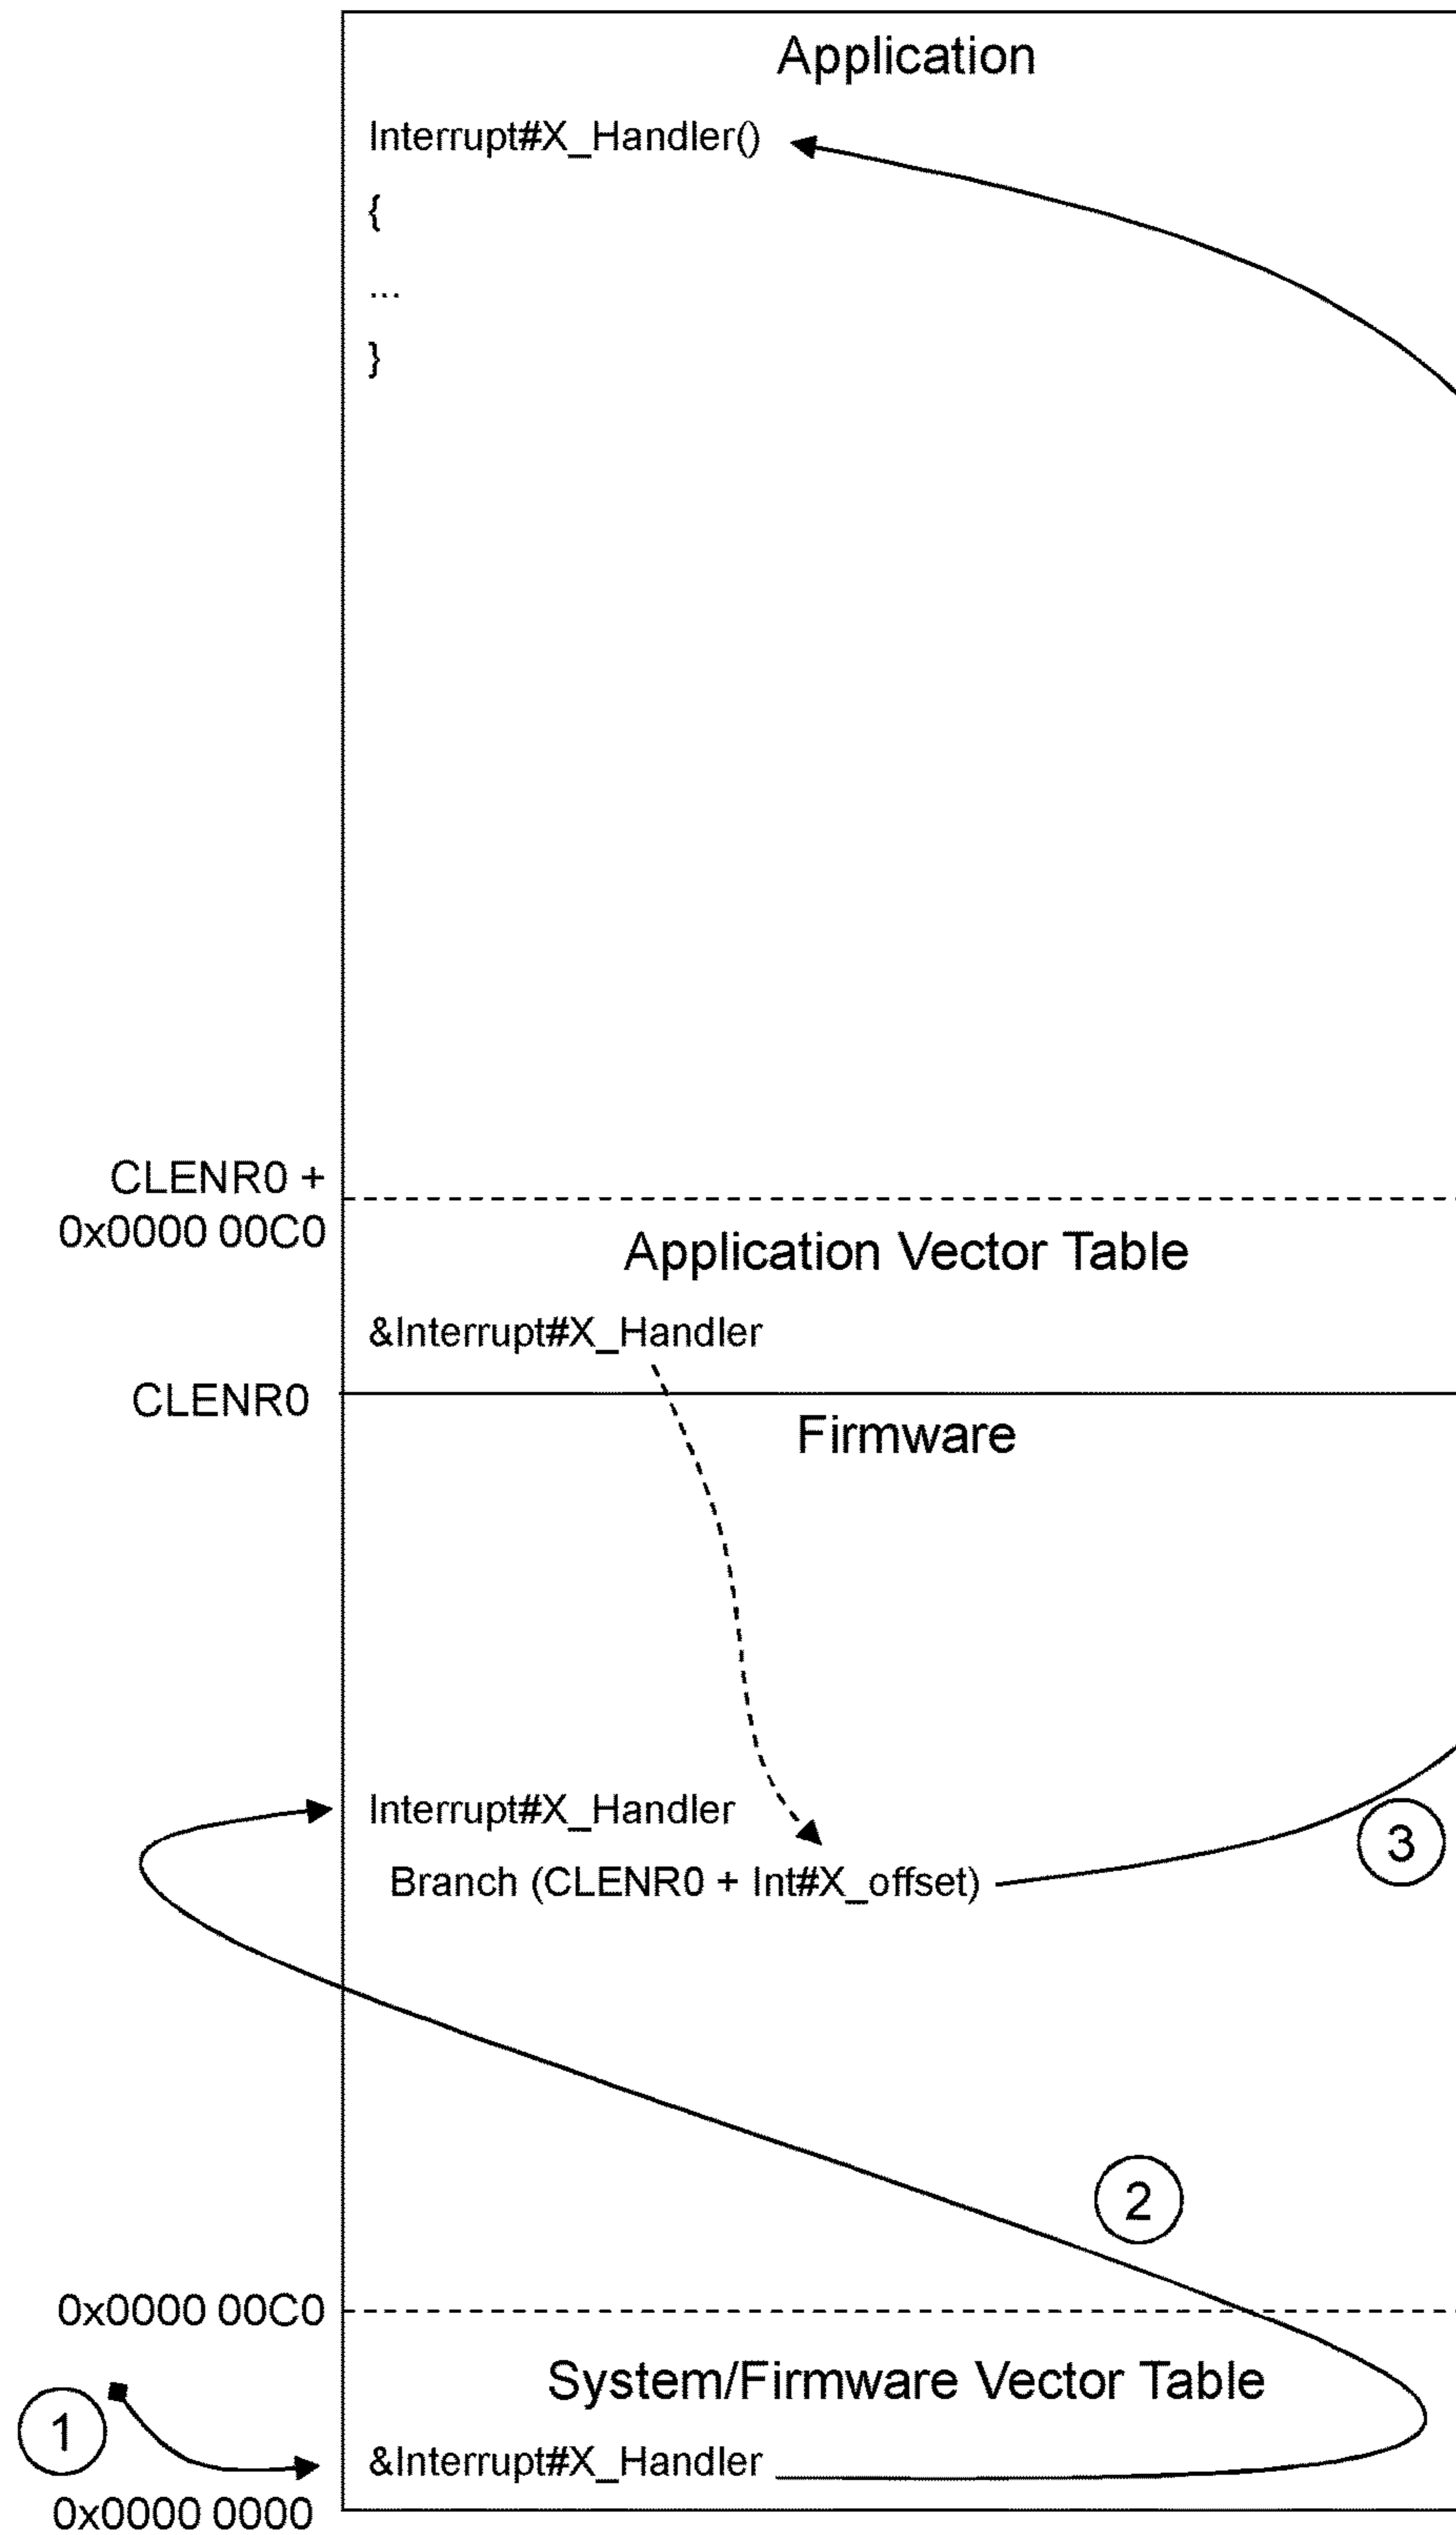 Application
Interrupt#X_Handler()
{
...
}
CLENR0 +
0x0000 00C0
Application Vector Table
&Interrupt#X_Handler
CLENR0
Firmware
Interrupt#X_Handler
Branch (CLENR0 + Int#X_offset)
3
2
0x0000 00C0
System/Firmware Vector Table
1
&Interrupt#X_Handler
0x0000 0000